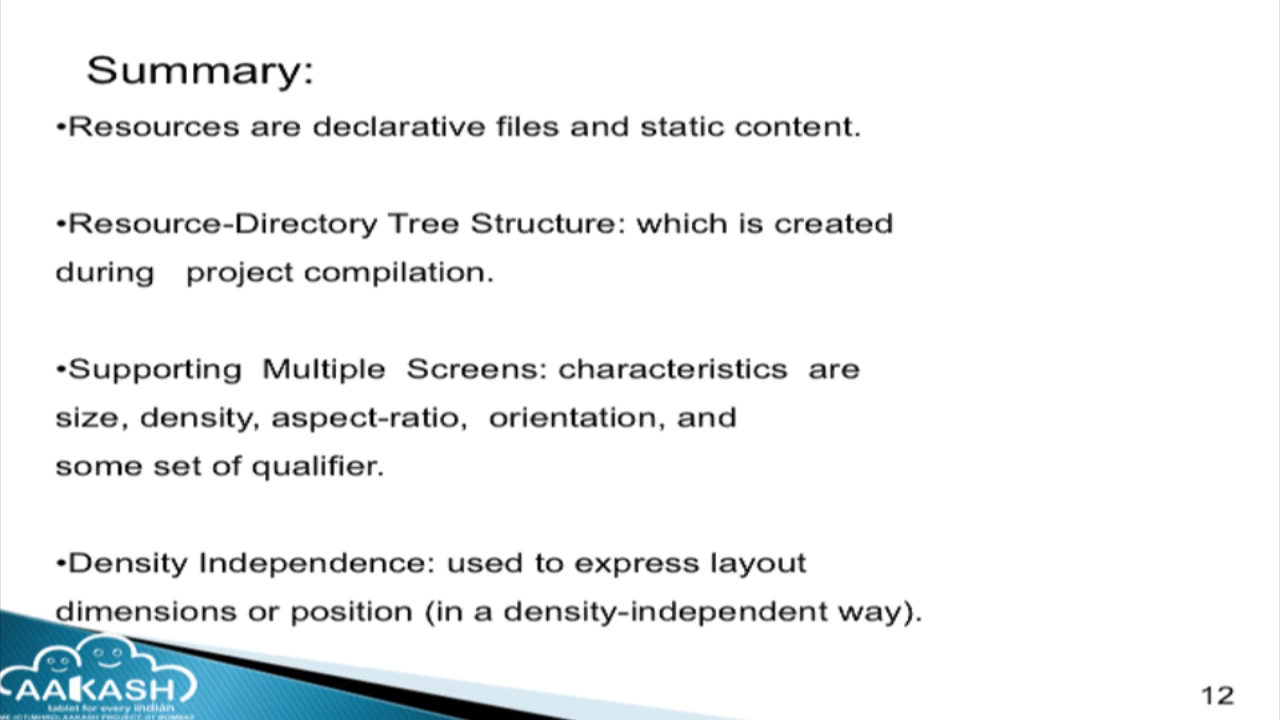 Summary:
•Resources are declarative files and static content.
•Resource-Directory Tree Structure: which is created
during project compilation.
•Supporting Multiple Screens: characteristics are
size, density, aspect-ratio, orientation, and
some set of qualifier.
•Density Independence: used to express layout
dimensions or position (in a density-independent way).
AAKASH
tablet for every indian
12